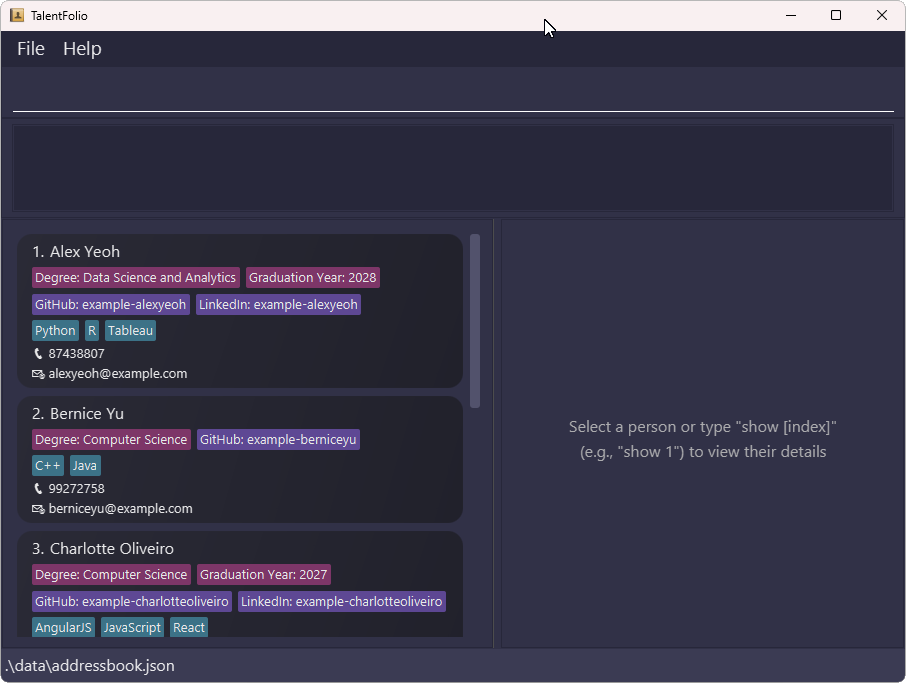 TalentFolio
File Help
1. Alex Yeoh
Degree: Data Science and Analytics Graduation Year: 2028
GitHub: example-alexyeoh LinkedIn: example-alexyeoh
Python R Tableau
87438807
alexyeoh@example.com
2. Bernice Yu
Degree: Computer Science GitHub: example-berniceyu
C++ Java
99272758
berniceyu@example.com
3. Charlotte Oliveiro
Degree: Computer Science Graduation Year: 2027
GitHub: example-charlotteoliveiro LinkedIn: example-charlotteoliveiro
AngularJS JavaScript React
Select a person or type "show [index]"
(e.g., "show 1") to view their details
.\data\addressbook.json